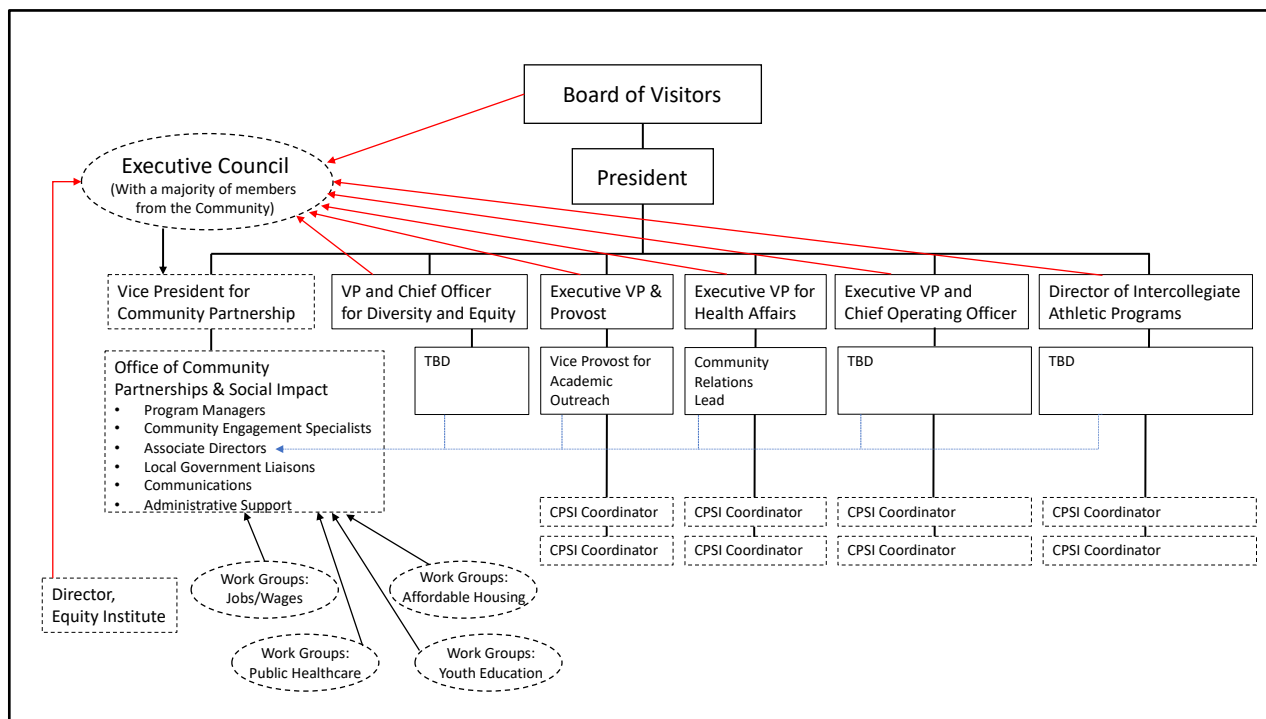 Board of Visitors
Executive Council
(With a majority of members
from the Community)
President
Vice President for
Community Partnership
VP and Chief Officer
for Diversity and Equity
Executive VP &
Provost
Executive VP for
Health Affairs
Executive VP and
Chief Operating Officer
Director of Intercollegiate
Athletic Programs
Office of Community
Partnerships & Social Impact
• Program Managers
• Community Engagement Specialists
• Associate Directors
• Local Government Liaisons
• Communications
• Administrative Support
TBD
Vice Provost for
Academic
Outreach
Community
Relations
Lead
TBD
TBD
CPSI Coordinator
CPSI Coordinator
CPSI Coordinator
CPSI Coordinator
CPSI Coordinator
CPSI Coordinator
CPSI Coordinator
CPSI Coordinator
Director,
Equity Institute
Work Groups:
Jobs/Wages
Work Groups:
Affordable Housing
Work Groups:
Public Healthcare
Work Groups:
Youth Education